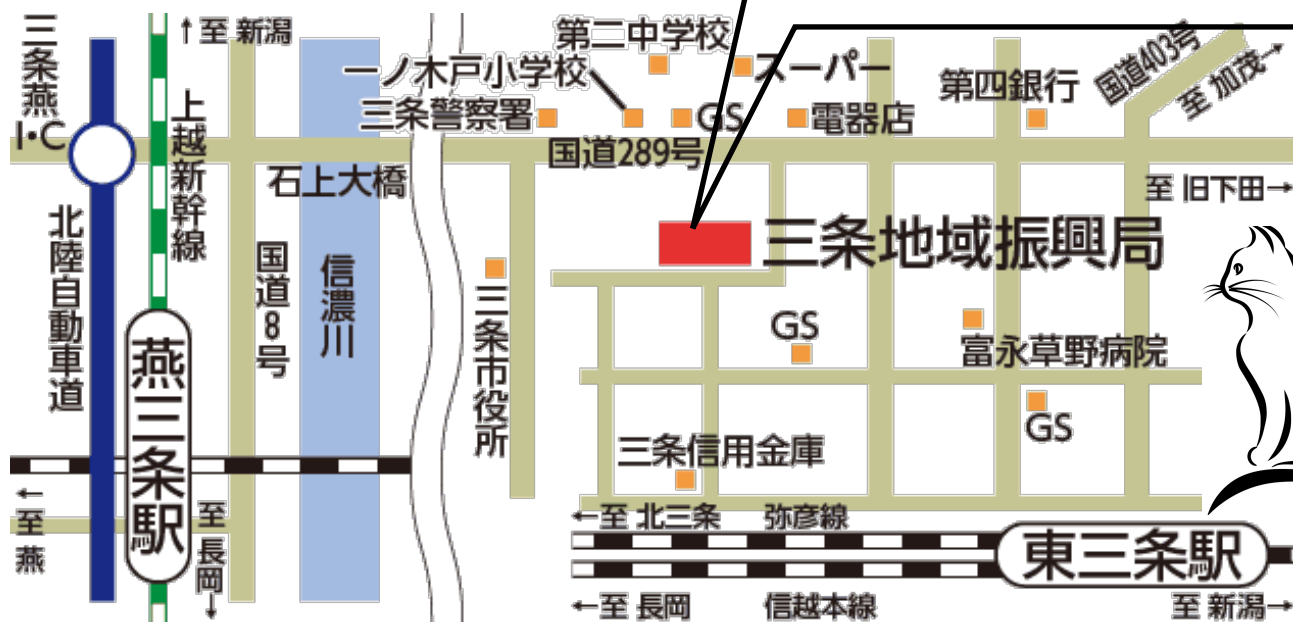 三条燕
I・C
↑至 新潟
上越新幹線
北陸自動車道
国道8号
信濃川
石上大橋
燕三条駅
←至 燕
至 長岡↓
第二中学校
スーパー
一ノ木戸小学校
三条警察署
GS
電器店
第四銀行
国道403号
至 加茂→
国道289号
至 旧下田→
三条地域振興局
三条市役所
GS
富永草野病院
GS
三条信用金庫
←至 北三条 弥彦線
東三条駅
←至 長岡 信越本線 至 新潟→